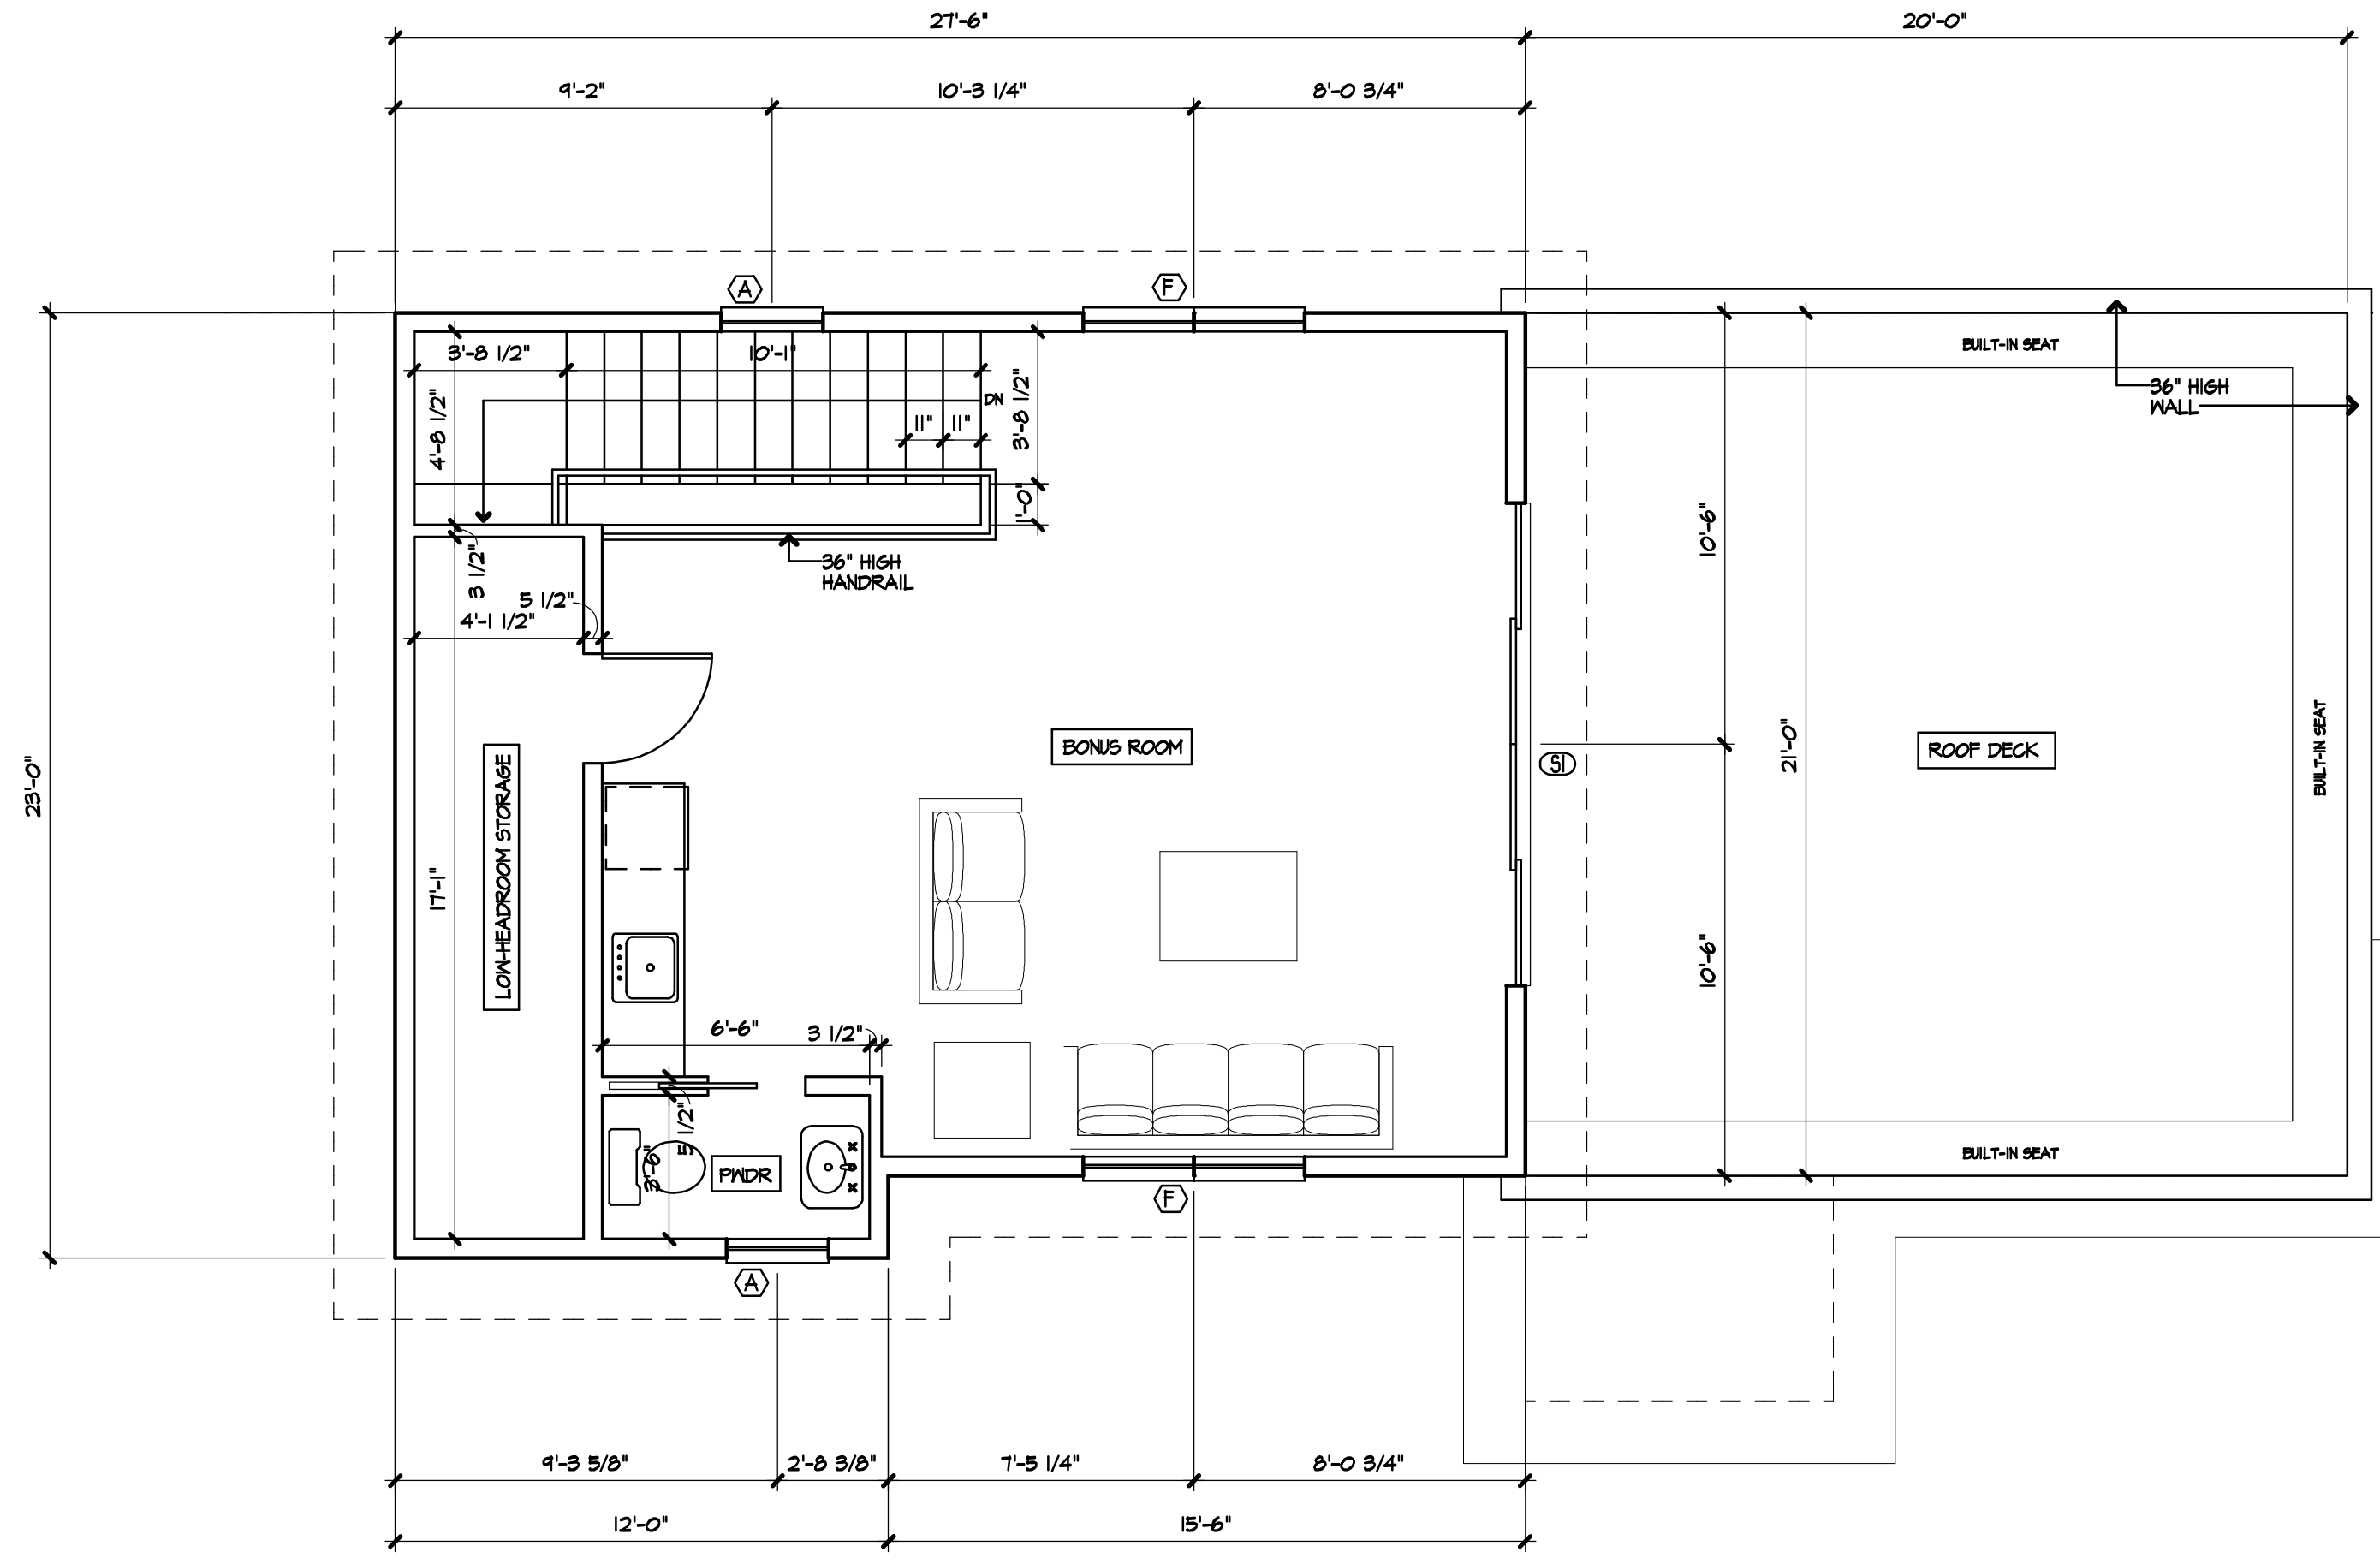 27'-6"
20'-0"
9'-2"
10'-3 1/4"
8'-0 3/4"
A
F
3'-8 1/2"
10'-1"
BUILT-IN SEAT
4'-8 1/2"
DN
3'-8 1/2"
36" HIGH
WALL
11"
11"
1'-0"
3 1/2"
36" HIGH
HANDRAIL
5 1/2"
4'-1 1/2"
10'-6"
23'-0"
LOW-HEADROOM STORAGE
BONUS ROOM
S1
21'-0"
ROOF DECK
BUILT-IN SEAT
17'-1"
10'-6"
6'-6"
3 1/2"
5 1/2"
3'-6"
PWDR
BUILT-IN SEAT
F
A
9'-3 5/8"
2'-8 3/8"
7'-5 1/4"
8'-0 3/4"
12'-0"
15'-6"